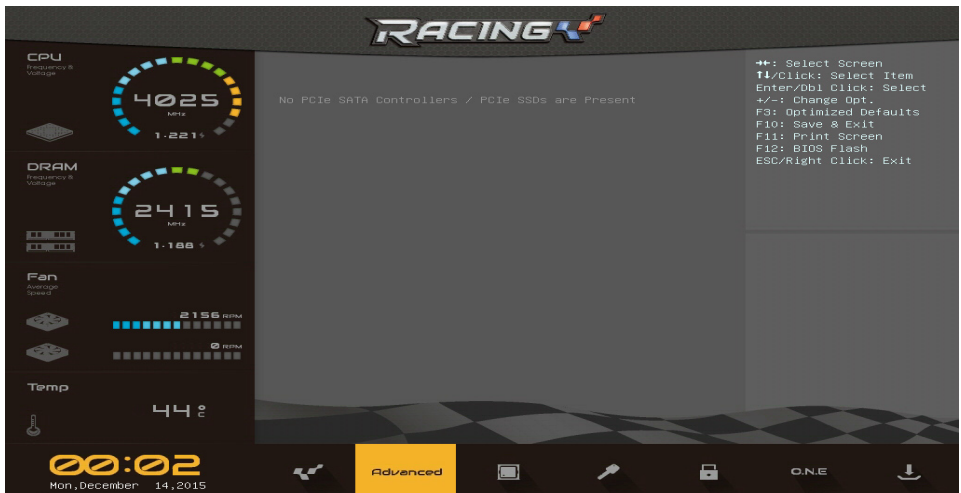 RACING
CPU
Frequency &
Voltage
4025
MHz
1.221
DRAM
Frequency &
Voltage
2415
MHz
1.188
Fan
Average
Speed
2156 RPM
0 RPM
Temp
44 °C
00:02
Mon,December 14,2015
No PCIe SATA Controllers / PCIe SSDs are Present
→←: Select Screen
↑↓/Click: Select Item
Enter/Dbl Click: Select
+/-: Change Opt.
F3: Optimized Defaults
F10: Save & Exit
F11: Print Screen
F12: BIOS Flash
ESC/Right Click: Exit
Advanced
O.N.E